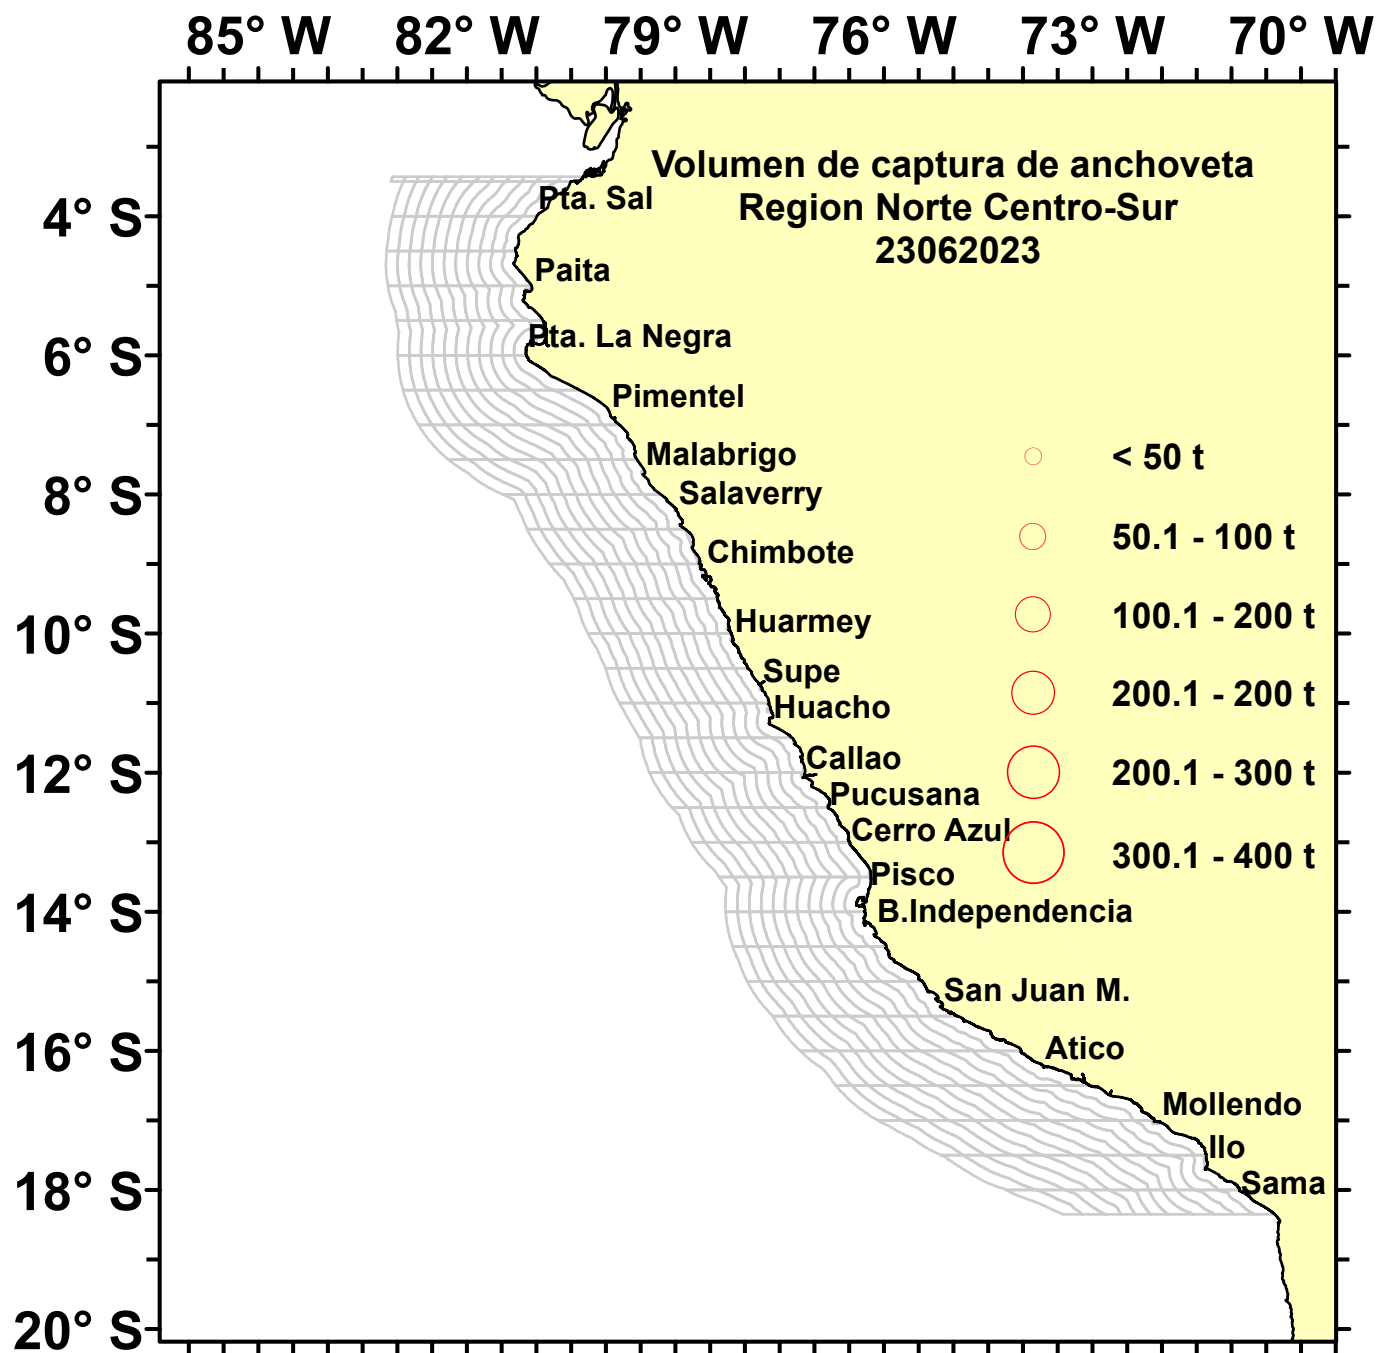 85° W 82° W 79° W 76° W 73° W 70° W
Volumen de captura de anchoveta
Region Norte Centro-Sur
23062023
4° S
6° S
8° S
10° S
12° S
14° S
16° S
18° S
20° S
Pta. Sal
Paita
Pta. La Negra
Pimentel
Malabrigo
Salaverry
Chimbote
Huarmey
Supe
Huacho
Callao
Pucusana
Cerro Azul
Pisco
B.Independencia
San Juan M.
Atico
Mollendo
Ilo
Sama
< 50 t
50.1 - 100 t
100.1 - 200 t
200.1 - 200 t
200.1 - 300 t
300.1 - 400 t